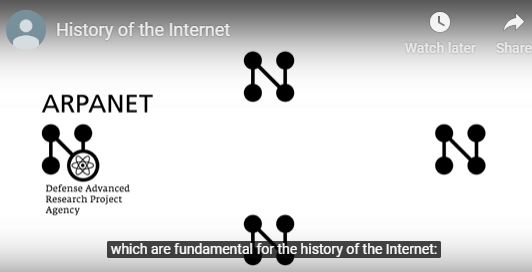 History of the Internet
Watch later
Share
ARPANET
Defense Advanced
Research Project
Agency
which are fundamental for the history of the Internet: